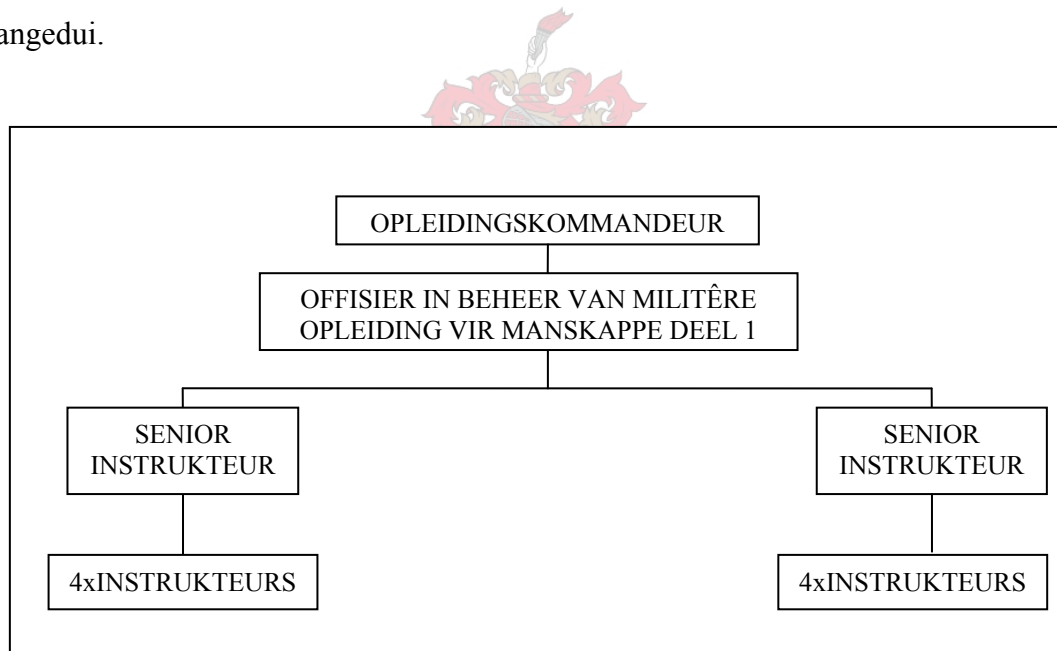 angedui.
OPLEIDINGSKOMMANDEUR
OFFISIER IN BEHEER VAN MILITÊRE
OPLEIDING VIR MANSKAPPE DEEL 1
SENIOR
INSTRUKTEUR
SENIOR
INSTRUKTEUR
4xINSTRUKTEURS
4xINSTRUKTEURS